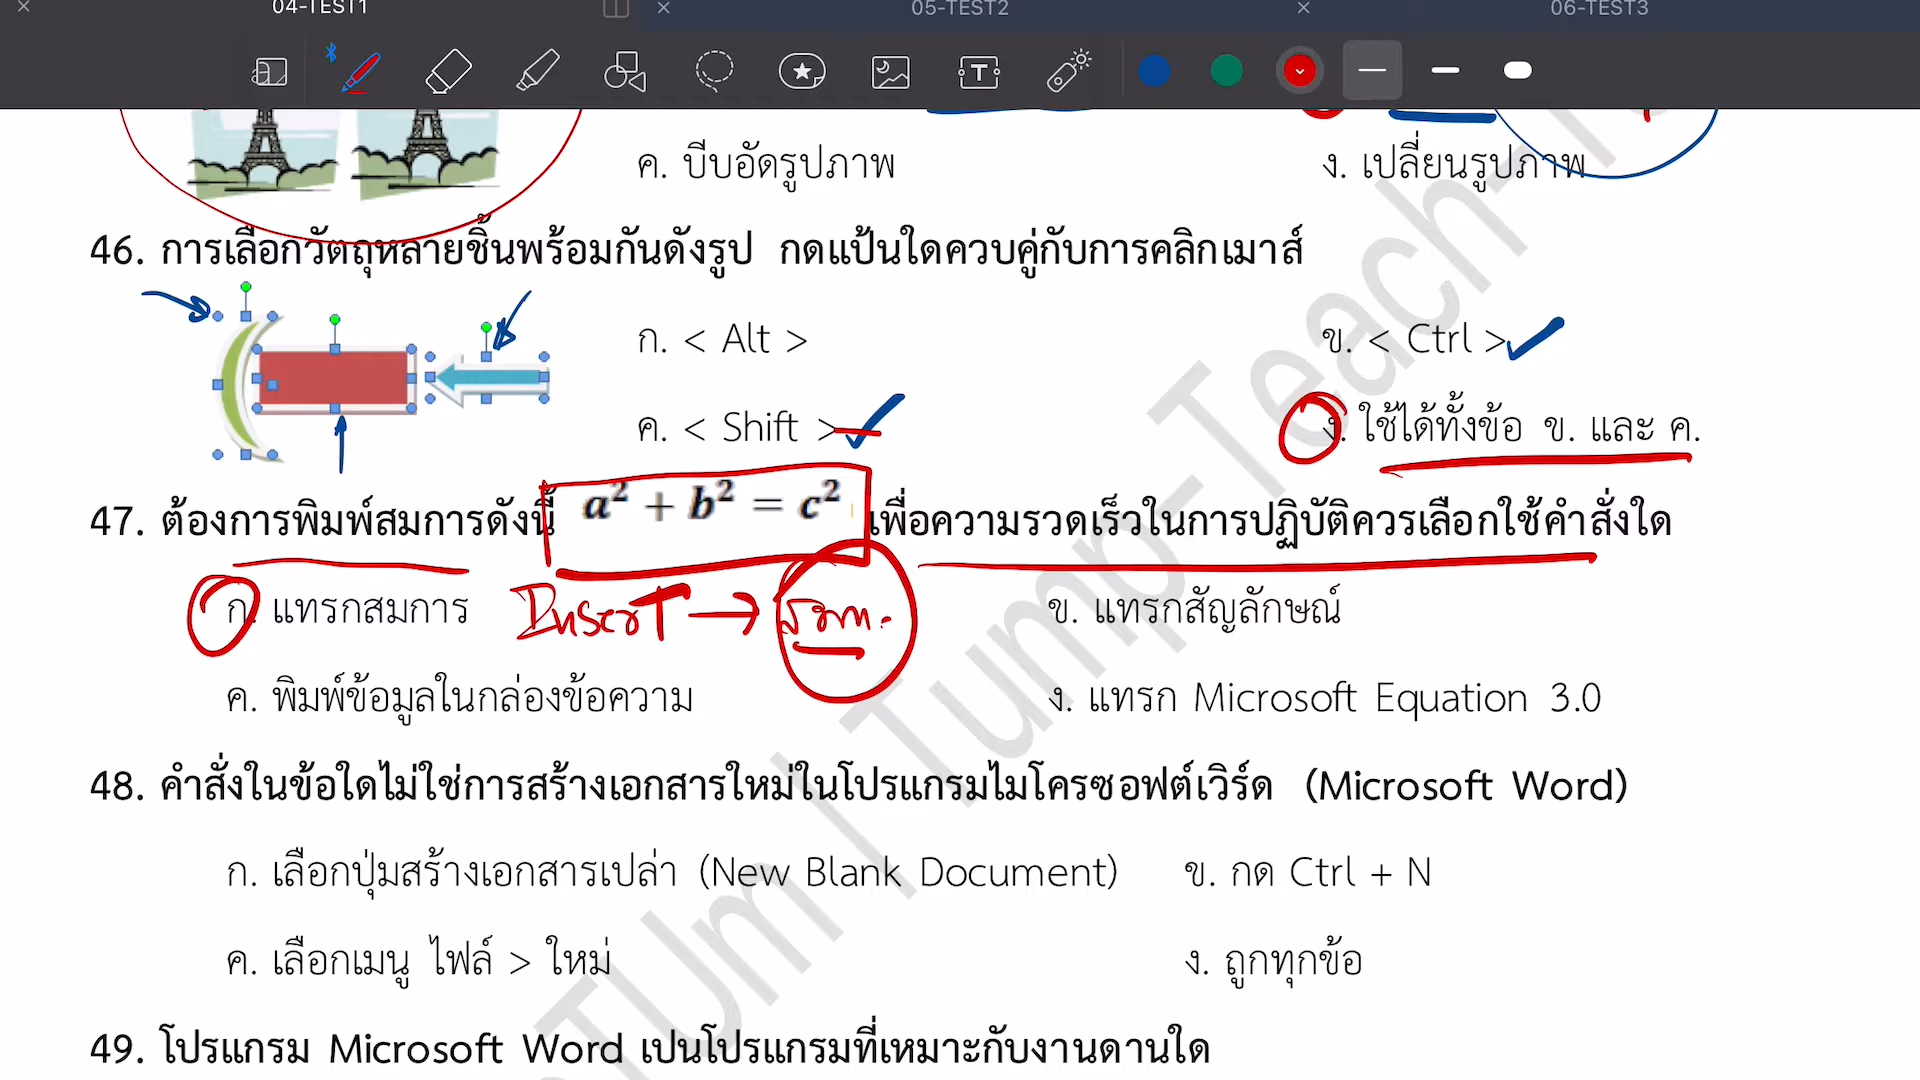 04-TEST1 05-TEST2 06-TEST3
ค. บีบอัดรูปภาพ ง. เปลี่ยนรูปภาพ
46. การเลือกวัตถุหลายชิ้นพร้อมกันดังรูป กดแป้นใดควบคู่กับการคลิกเมาส์
ก. < Alt > ข. < Ctrl >
ค. < Shift > ง. ใช้ได้ทั้งข้อ ข. และ ค.
47. ต้องการพิมพ์สมการดังนี้ a² + b² = c² เพื่อความรวดเร็วในการปฏิบัติควรเลือกใช้คำสั่งใด
ก. แทรกสมการ Insert → ข. แทรกสัญลักษณ์
ค. พิมพ์ข้อมูลในกล่องข้อความ ง. แทรก Microsoft Equation 3.0
48. คำสั่งในข้อใดไม่ใช่การสร้างเอกสารใหม่ในโปรแกรมไมโครซอฟต์เวิร์ด (Microsoft Word)
ก. เลือกปุ่มสร้างเอกสารเปล่า (New Blank Document) ข. กด Ctrl + N
ค. เลือกเมนู ไฟล์ > ใหม่ ง. ถูกทุกข้อ
49. โปรแกรม Microsoft Word เปนโปรแกรมที่เหมาะกับงานดานใด
TUm | Tump-Teach-Tu